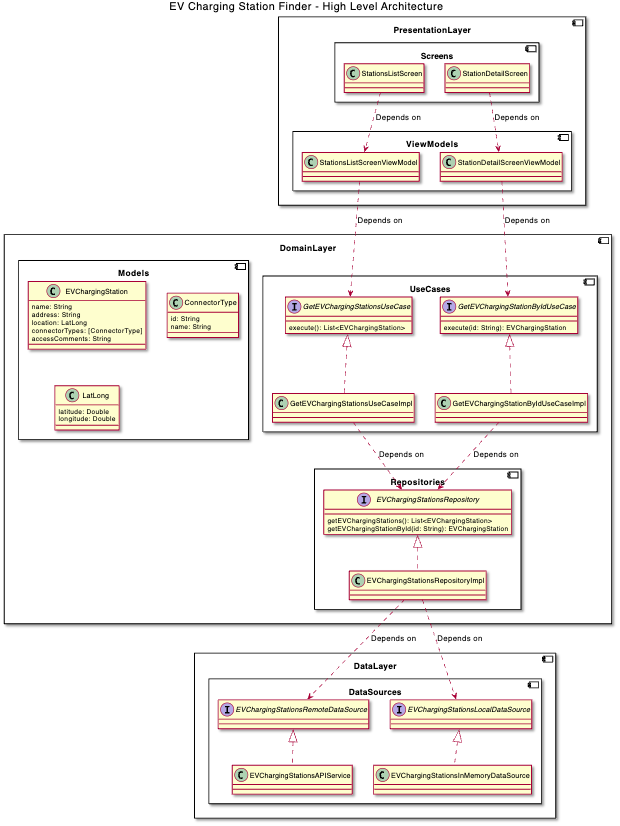 EV Charging Station Finder - High Level Architecture
PresentationLayer
Screens
C StationsListScreen
C StationDetailScreen
Depends on
Depends on
ViewModels
C StationsListScreenViewModel
C StationDetailScreenViewModel
Depends on
Depends on
DomainLayer
Models
C EVChargingStation
name: String
address: String
location: LatLong
connectorTypes: [ConnectorType]
accessComments: String
C ConnectorType
id: String
name: String
C LatLong
latitude: Double
longitude: Double
UseCases
I GetEVChargingStationsUseCase
execute(): List<EVChargingStation>
I GetEVChargingStationByIdUseCase
execute(id: String): EVChargingStation
C GetEVChargingStationsUseCaseImpl
C GetEVChargingStationByIdUseCaseImpl
Depends on
Depends on
Repositories
I EVChargingStationsRepository
getEVChargingStations(): List<EVChargingStation>
getEVChargingStationById(id: String): EVChargingStation
C EVChargingStationsRepositoryImpl
Depends on
Depends on
DataLayer
DataSources
I EVChargingStationsRemoteDataSource
I EVChargingStationsLocalDataSource
C EVChargingStationsAPIService
C EVChargingStationsInMemoryDataSource